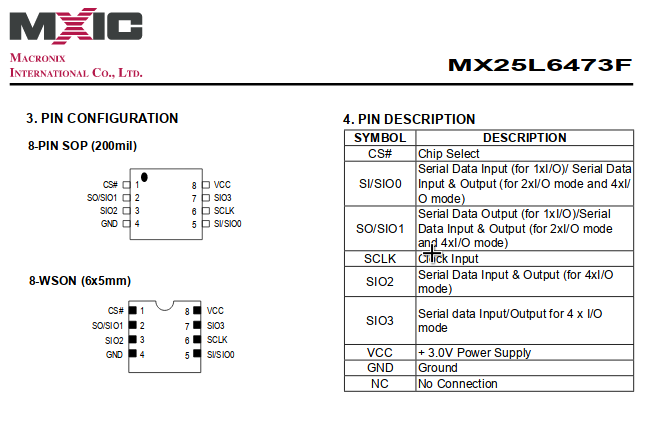 MXIC
MACRONIX
INTERNATIONAL CO., LTD.
MX25L6473F
3. PIN CONFIGURATION
8-PIN SOP (200mil)
CS# 1 8 VCC
SO/SIO1 2 7 SIO3
SIO2 3 6 SCLK
GND 4 5 SI/SIO0
8-WSON (6x5mm)
CS# 1 8 VCC
SO/SIO1 2 7 SIO3
SIO2 3 6 SCLK
GND 4 5 SI/SIO0
4. PIN DESCRIPTION
SYMBOL DESCRIPTION
CS# Chip Select
SI/SIO0 Serial Data Input (for 1xI/O)/ Serial Data
Input & Output (for 2xI/O mode and 4xI/
O mode)
SO/SIO1 Serial Data Output (for 1xI/O)/Serial
Data Input & Output (for 2xI/O mode
and 4xI/O mode)
SCLK Clock Input
SIO2 Serial Data Input & Output (for 4xI/O
mode)
SIO3 Serial data Input/Output for 4 x I/O
mode
VCC + 3.0V Power Supply
GND Ground
NC No Connection